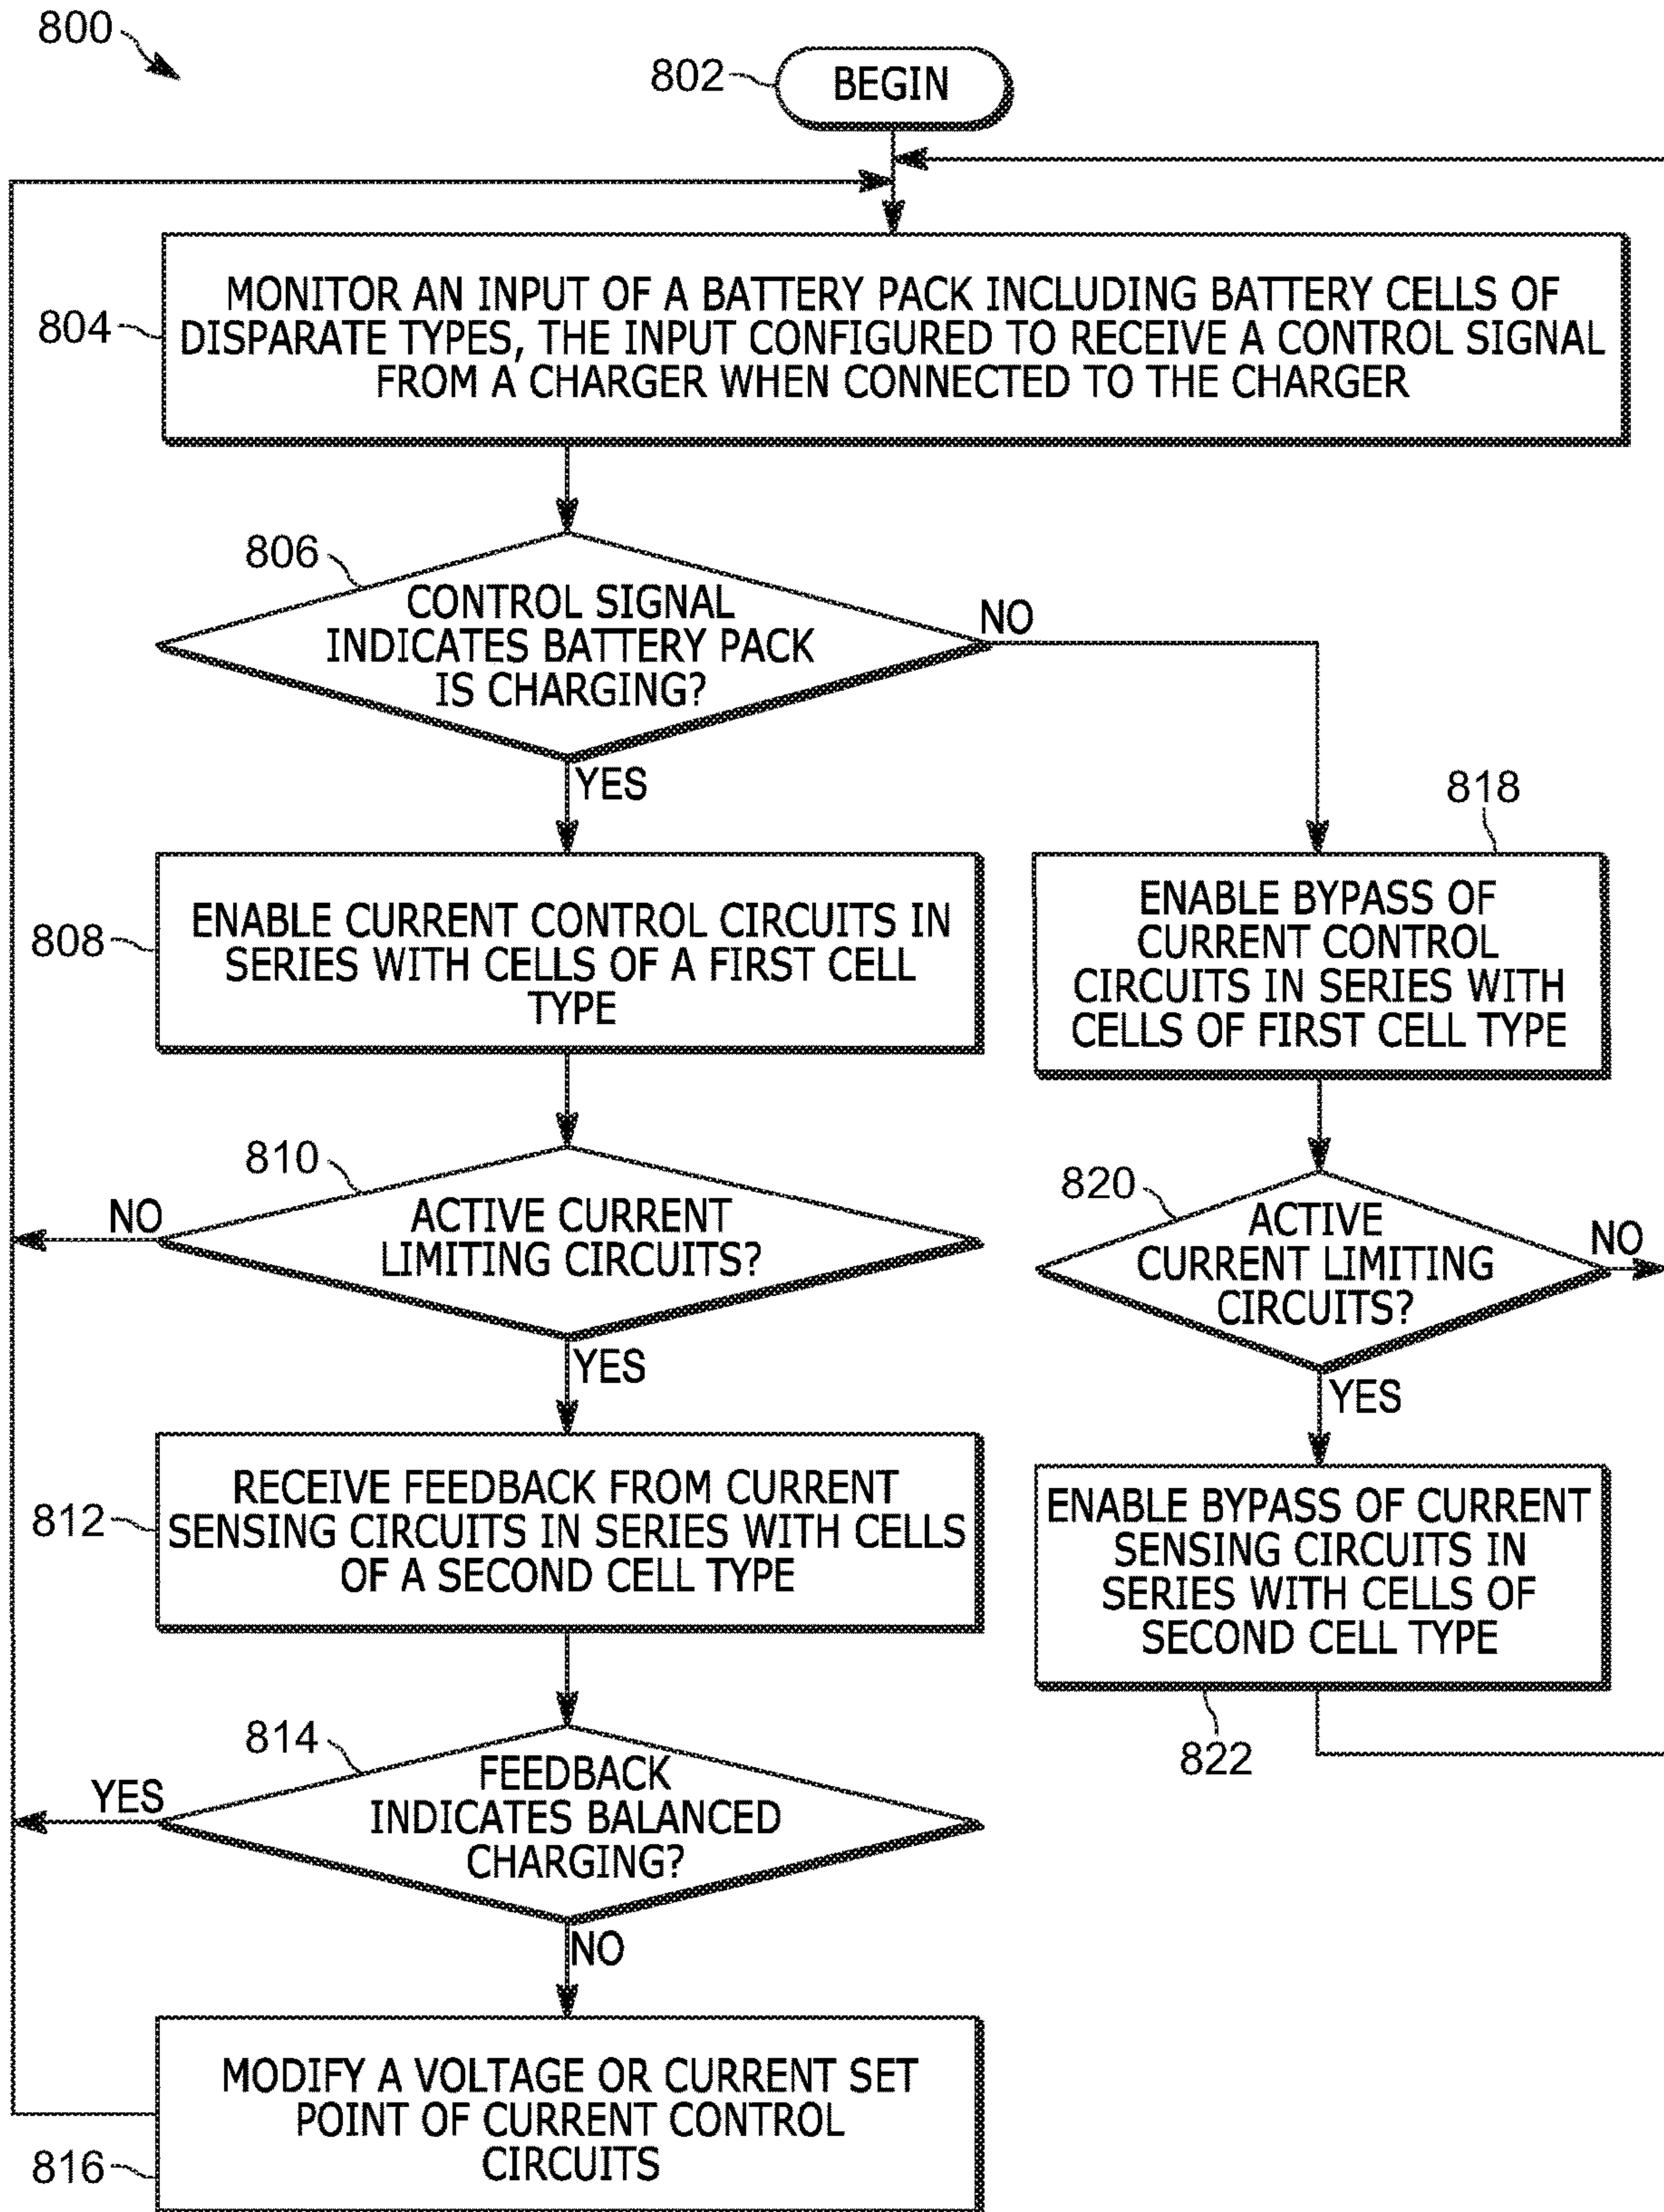 800
802
BEGIN
804
MONITOR AN INPUT OF A BATTERY PACK INCLUDING BATTERY CELLS OF
DISPARATE TYPES, THE INPUT CONFIGURED TO RECEIVE A CONTROL SIGNAL
FROM A CHARGER WHEN CONNECTED TO THE CHARGER
806
CONTROL SIGNAL
INDICATES BATTERY PACK
IS CHARGING?
NO
YES
808
ENABLE CURRENT CONTROL CIRCUITS IN
SERIES WITH CELLS OF A FIRST CELL
TYPE
818
ENABLE BYPASS OF
CURRENT CONTROL
CIRCUITS IN SERIES WITH
CELLS OF FIRST CELL TYPE
810
NO
ACTIVE CURRENT
LIMITING CIRCUITS?
YES
820
ACTIVE
CURRENT LIMITING
CIRCUITS?
NO
YES
812
RECEIVE FEEDBACK FROM CURRENT
SENSING CIRCUITS IN SERIES WITH CELLS
OF A SECOND CELL TYPE
ENABLE BYPASS OF CURRENT
SENSING CIRCUITS IN
SERIES WITH CELLS OF
SECOND CELL TYPE
822
814
YES
FEEDBACK
INDICATES BALANCED
CHARGING?
NO
816
MODIFY A VOLTAGE OR CURRENT SET
POINT OF CURRENT CONTROL
CIRCUITS